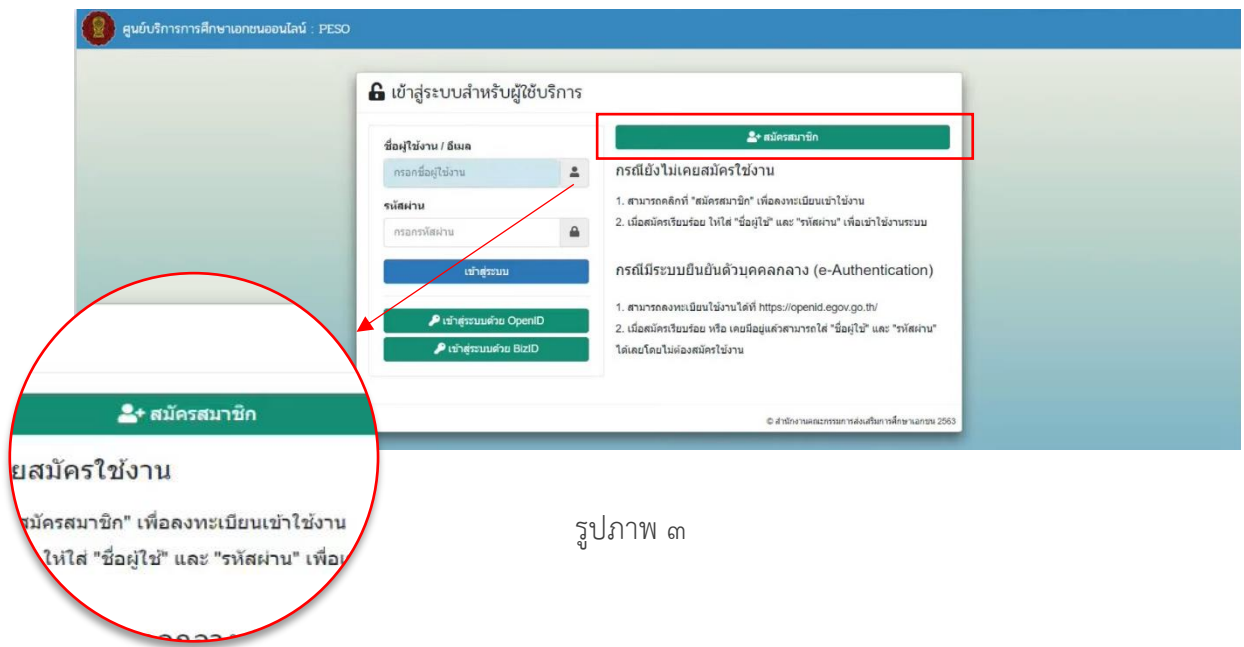 ศูนย์บริการการศึกษาเอกชนออนไลน์ : PESO
เข้าสู่ระบบสำหรับผู้ใช้บริการ
ชื่อผู้ใช้งาน / อีเมล
กรอกชื่อผู้ใช้งาน
รหัสผ่าน
กรอกรหัสผ่าน
เข้าสู่ระบบ
เข้าสู่ระบบด้วย OpenID
เข้าสู่ระบบด้วย BizID
สมัครสมาชิก
กรณียังไม่เคยสมัครใช้งาน
1. สามารถคลิกที่ "สมัครสมาชิก" เพื่อลงทะเบียนเข้าใช้งาน
2. เมื่อสมัครเรียบร้อย ให้ใส่ "ชื่อผู้ใช้" และ "รหัสผ่าน" เพื่อเข้าใช้งานระบบ
กรณีมีระบบยืนยันตัวบุคคลกลาง (e-Authentication)
1. สามารถลงทะเบียนใช้งานได้ที่ https://openid.egov.go.th/
2. เมื่อสมัครเรียบร้อย หรือ เคยมีอยู่แล้วสามารถใส่ "ชื่อผู้ใช้" และ "รหัสผ่าน"
ได้เลยโดยไม่ต้องสมัครใช้งาน
© สำนักงานคณะกรรมการส่งเสริมการศึกษาเอกชน 2563
สมัครสมาชิก
ยสมัครใช้งาน
สมัครสมาชิก" เพื่อลงทะเบียนเข้าใช้งาน
ให้ใส่ "ชื่อผู้ใช้" และ "รหัสผ่าน" เพื่อ
รูปภาพ ๓